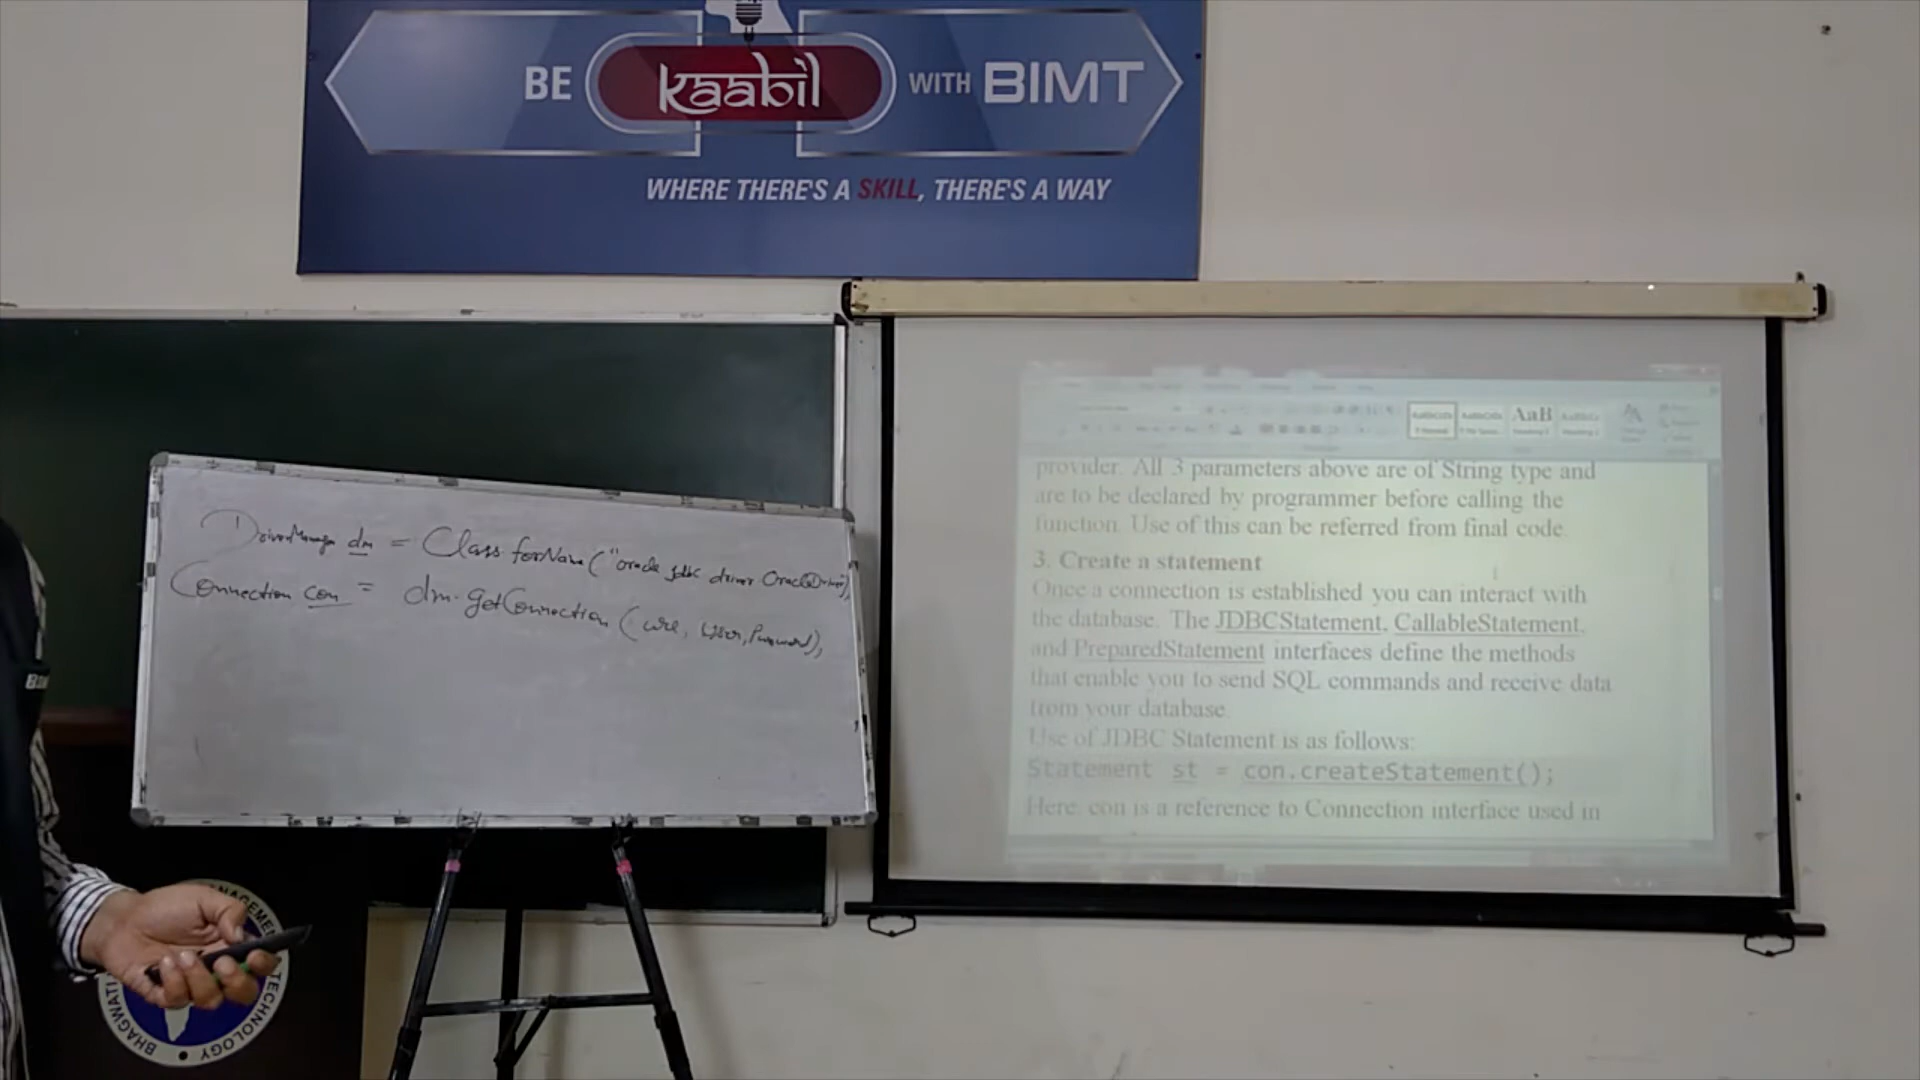 BE kaabil WITH BIMT
WHERE THERE'S A SKILL, THERE'S A WAY
DriverManager dm = Class forName("oracle jdbc driver OracleDriver");
Connection con = dm.getConnection (url, User, Password);
provider. All 3 parameters above are of String type and
are to be declared by programmer before calling the
function. Use of this can be referred from final code.
3. Create a statement
Once a connection is established you can interact with
the database. The JDBCStatement, CallableStatement,
and PreparedStatement interfaces define the methods
that enable you to send SQL commands and receive data
from your database.
Use of JDBC Statement is as follows:
Statement st = con.createStatement();
Here, con is a reference to Connection interface used in
AaB
BHAGWATI
TECHNOLOGY